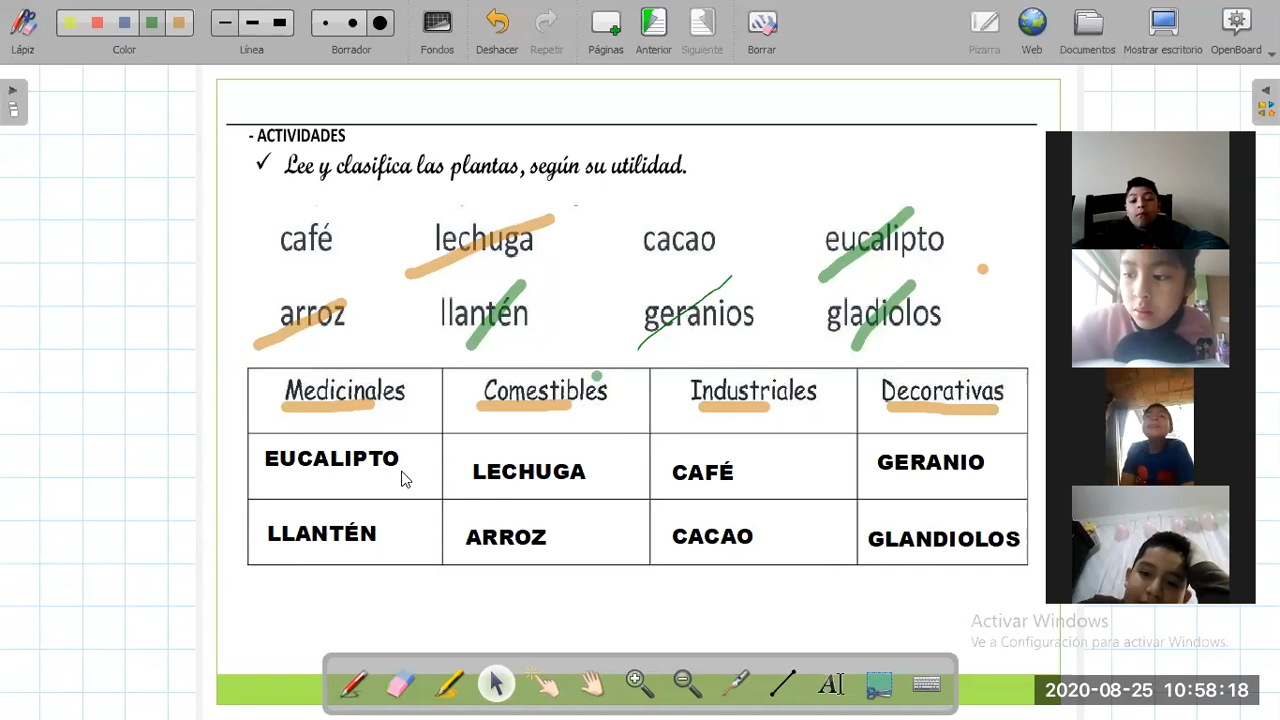 Lápiz Color Línea Borrador Fondos Deshacer Repetir Páginas Anterior Siguiente Borrar Pizarra Web Documentos Mostrar escritorio OpenBoard
- ACTIVIDADES
✓ Lee y clasifica las plantas, según su utilidad.
café lechuga cacao eucalipto
arroz llantén geranios gladiolos
Medicinales Comestibles Industriales Decorativas
EUCALIPTO LECHUGA CAFÉ GERANIO
LLANTÉN ARROZ CACAO GLANDIOLOS
Activar Windows
Ve a Configuración para activar Windows.
2020-08-25 10:58:18